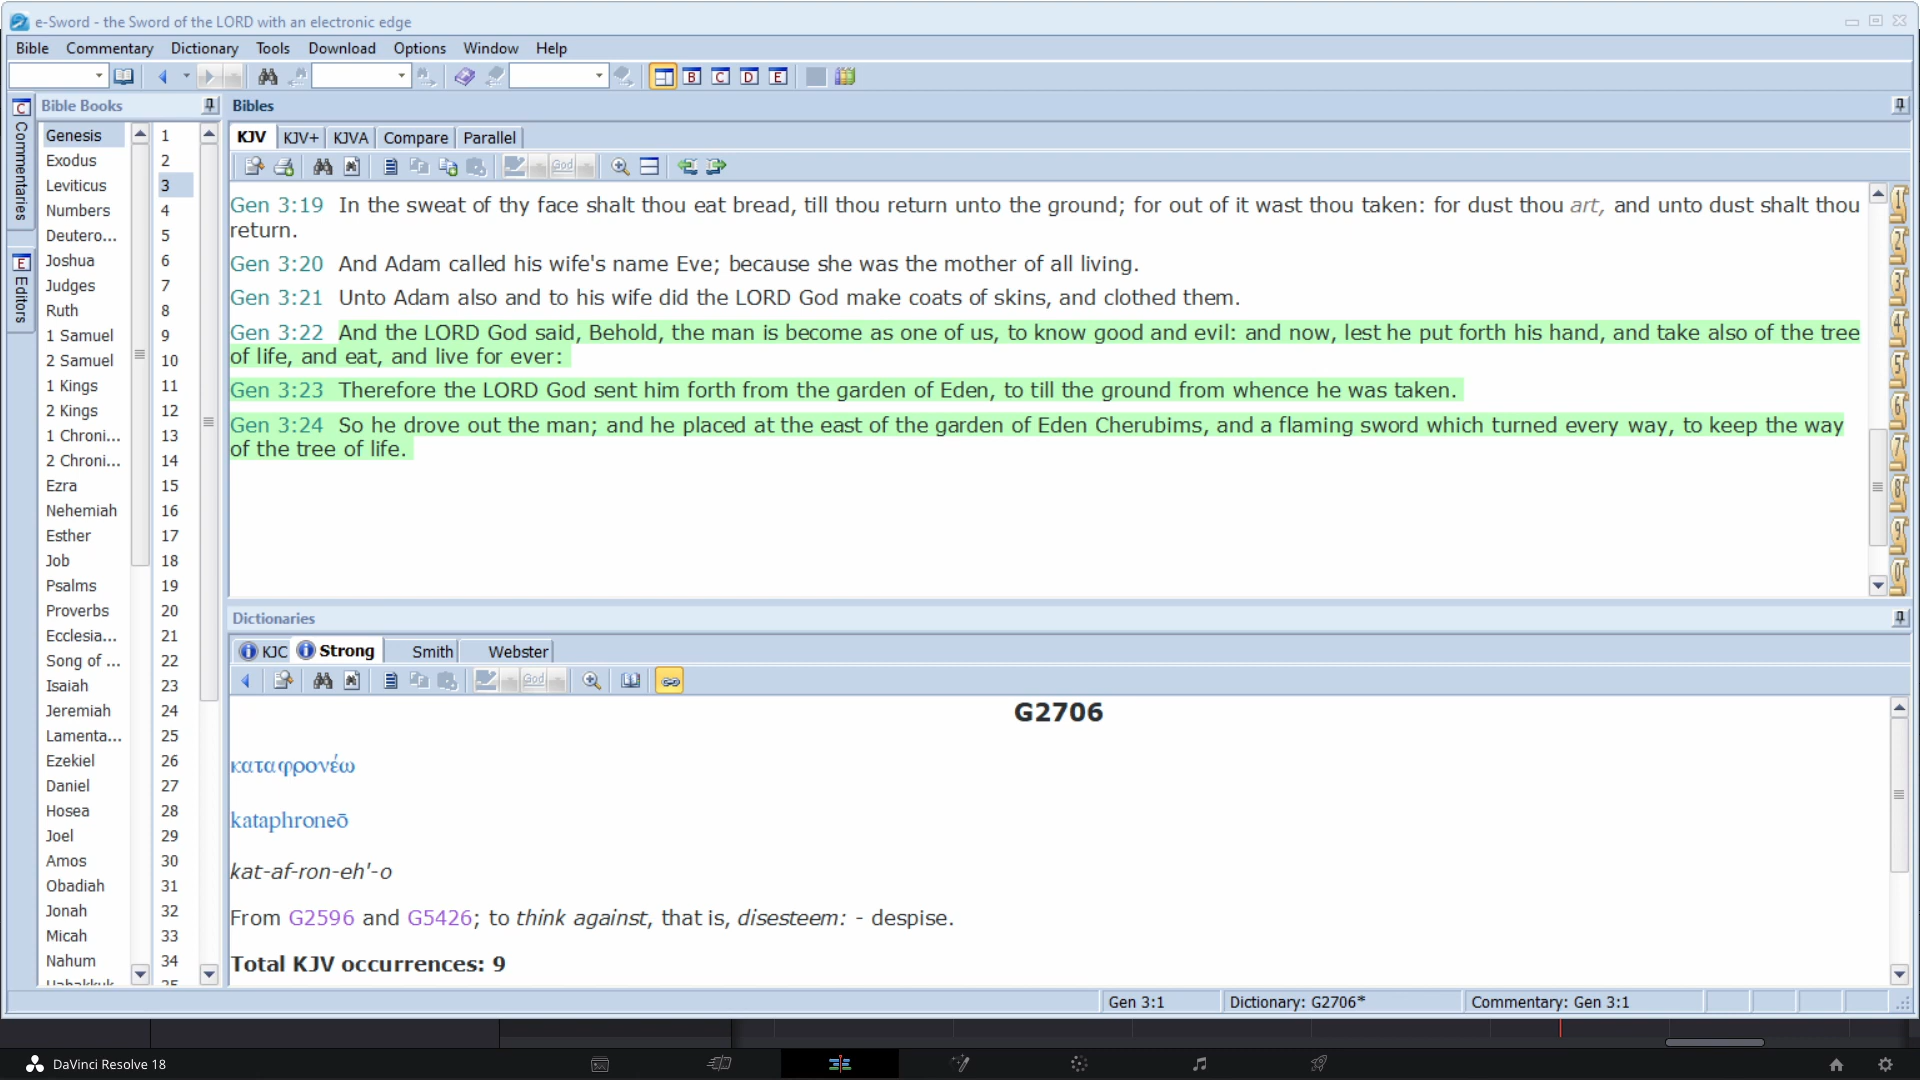 e-Sword - the Sword of the LORD with an electronic edge
Bible Commentary Dictionary Tools Download Options Window Help
B C D E
C Commentaries
E Editors
Bible Books
Genesis 1
Exodus 2
Leviticus 3
Numbers 4
Deutero... 5
Joshua 6
Judges 7
Ruth 8
1 Samuel 9
2 Samuel 10
1 Kings 11
2 Kings 12
1 Chroni... 13
2 Chroni... 14
Ezra 15
Nehemiah 16
Esther 17
Job 18
Psalms 19
Proverbs 20
Ecclesia... 21
Song of ... 22
Isaiah 23
Jeremiah 24
Lamenta... 25
Ezekiel 26
Daniel 27
Hosea 28
Joel 29
Amos 30
Obadiah 31
Jonah 32
Micah 33
Nahum 34
Bibles
KJV KJV+ KJVA Compare Parallel
God
Gen 3:19 In the sweat of thy face shalt thou eat bread, till thou return unto the ground; for out of it wast thou taken: for dust thou art, and unto dust shalt thou
return.
Gen 3:20 And Adam called his wife's name Eve; because she was the mother of all living.
Gen 3:21 Unto Adam also and to his wife did the LORD God make coats of skins, and clothed them.
Gen 3:22 And the LORD God said, Behold, the man is become as one of us, to know good and evil: and now, lest he put forth his hand, and take also of the tree
of life, and eat, and live for ever:
Gen 3:23 Therefore the LORD God sent him forth from the garden of Eden, to till the ground from whence he was taken.
Gen 3:24 So he drove out the man; and he placed at the east of the garden of Eden Cherubims, and a flaming sword which turned every way, to keep the way
of the tree of life.
1
2
3
4
5
6
7
8
9
0
Dictionaries
KJC Strong Smith Webster
God
G2706
καταφρονέω
kataphroneō
kat-af-ron-eh'-o
From G2596 and G5426; to think against, that is, disesteem: - despise.
Total KJV occurrences: 9
Gen 3:1 Dictionary: G2706* Commentary: Gen 3:1
DaVinci Resolve 18